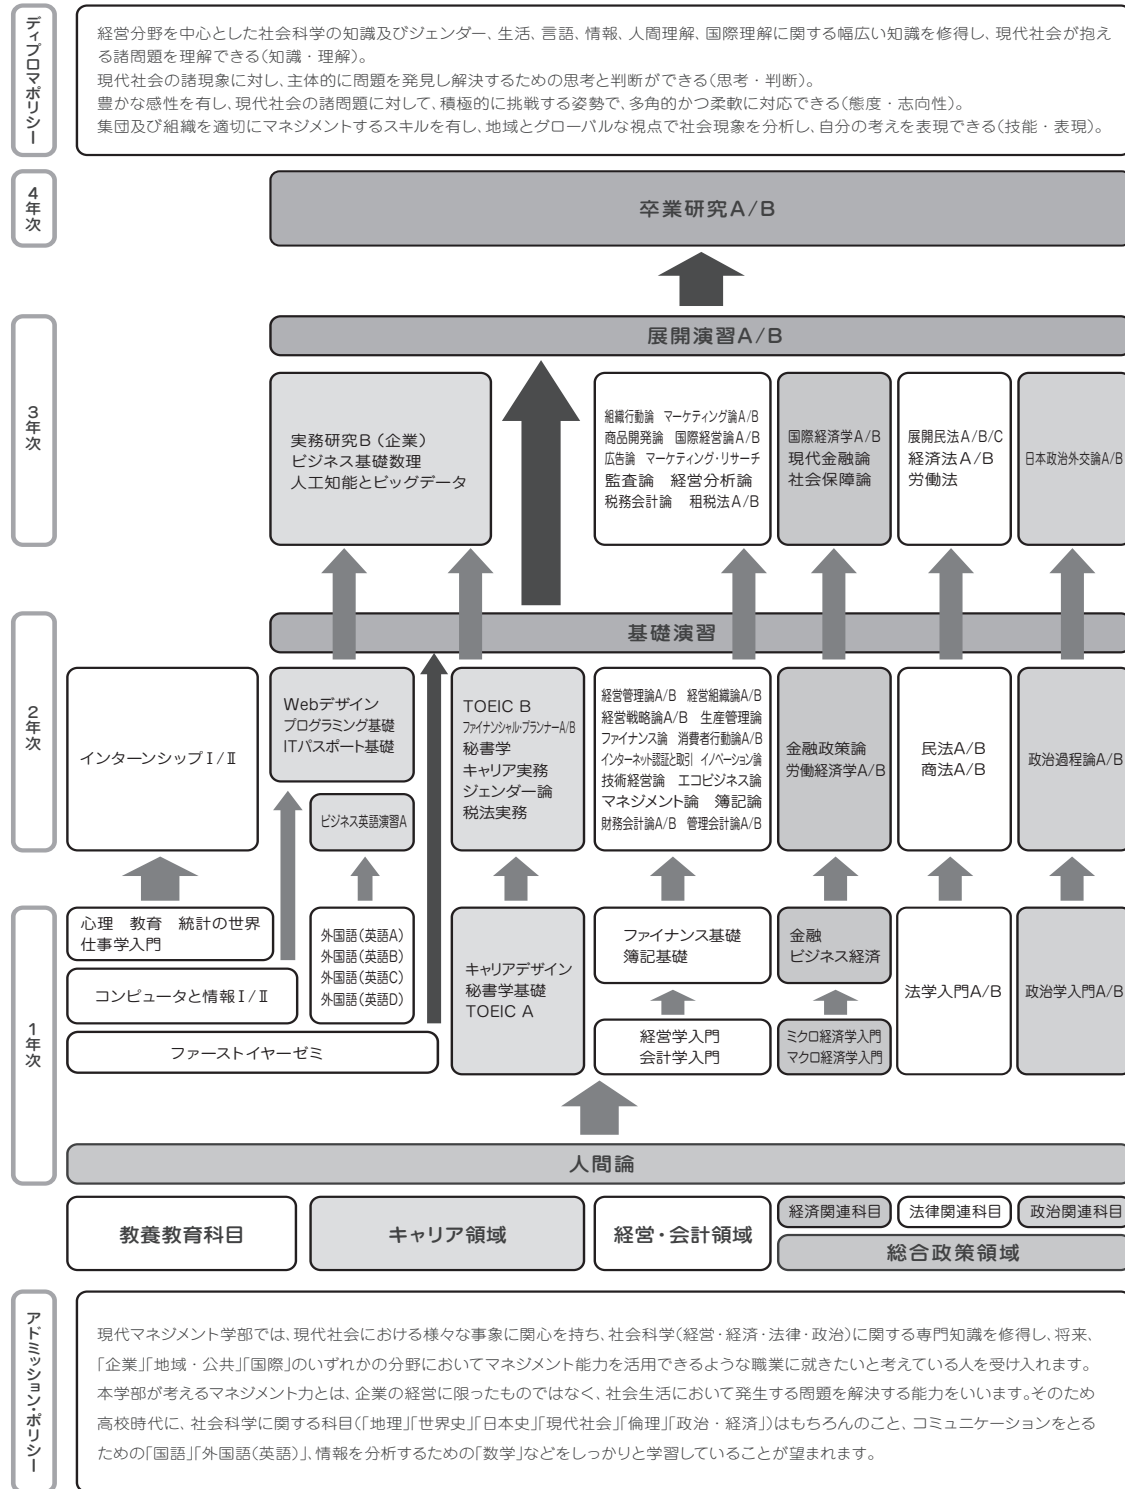 ディプロマポリシー
経営分野を中心とした社会科学の知識及びジェンダー、生活、言語、情報、人間理解、国際理解に関する幅広い知識を修得し、現代社会が抱え
る諸問題を理解できる(知識・理解)。
現代社会の諸現象に対し、主体的に問題を発見し解決するための思考と判断ができる(思考・判断)。
豊かな感性を有し、現代社会の諸問題に対して、積極的に挑戦する姿勢で、多角的かつ柔軟に対応できる(態度・志向性)。
集団及び組織を適切にマネジメントするスキルを有し、地域とグローバルな視点で社会現象を分析し、自分の考えを表現できる(技能・表現)。
4年次
卒業研究A/B
3年次
展開演習A/B
実務研究B(企業)
ビジネス基礎数理
人工知能とビッグデータ
組織行動論 マーケティング論A/B
商品開発論 国際経営論A/B
広告論 マーケティング・リサーチ
監査論 経営分析論
税務会計論 租税法A/B
国際経済学A/B
現代金融論
社会保障論
展開民法A/B/C
経済法A/B
労働法
日本政治外交論A/B
2年次
基礎演習
インターンシップⅠ/Ⅱ
Webデザイン
プログラミング基礎
ITパスポート基礎
ビジネス英語演習A
TOEIC B
ファイナンシャル・プランナーA/B
秘書学
キャリア実務
ジェンダー論
税法実務
経営管理論A/B 経営組織論A/B
経営戦略論A/B 生産管理論
ファイナンス論 消費者行動論A/B
インターネット認証と取引 イノベーション論
技術経営論 エコビジネス論
マネジメント論 簿記論
財務会計論A/B 管理会計論A/B
金融政策論
労働経済学A/B
民法A/B
商法A/B
政治過程論A/B
1年次
心理 教育 統計の世界
仕事学入門
コンピュータと情報Ⅰ/Ⅱ
ファーストイヤーゼミ
外国語(英語A)
外国語(英語B)
外国語(英語C)
外国語(英語D)
キャリアデザイン
秘書学基礎
TOEIC A
ファイナンス基礎
簿記基礎
経営学入門
会計学入門
金融
ビジネス経済
ミクロ経済学入門
マクロ経済学入門
法学入門A/B
政治学入門A/B
人間論
教養教育科目
キャリア領域
経営・会計領域
経済関連科目
法律関連科目
政治関連科目
総合政策領域
アドミッション・ポリシー
現代マネジメント学部では、現代社会における様々な事象に関心を持ち、社会科学(経営・経済・法律・政治)に関する専門知識を修得し、将来、
「企業」「地域・公共」「国際」のいずれかの分野においてマネジメント能力を活用できるような職業に就きたいと考えている人を受け入れます。
本学部が考えるマネジメント力とは、企業の経営に限ったものではなく、社会生活において発生する問題を解決する能力をいいます。そのため
高校時代に、社会科学に関する科目(「地理」「世界史」「日本史」「現代社会」「倫理」「政治・経済」)はもちろんのこと、コミュニケーションをとる
ための「国語」「外国語(英語)」、情報を分析するための「数学」などをしっかりと学習していることが望まれます。